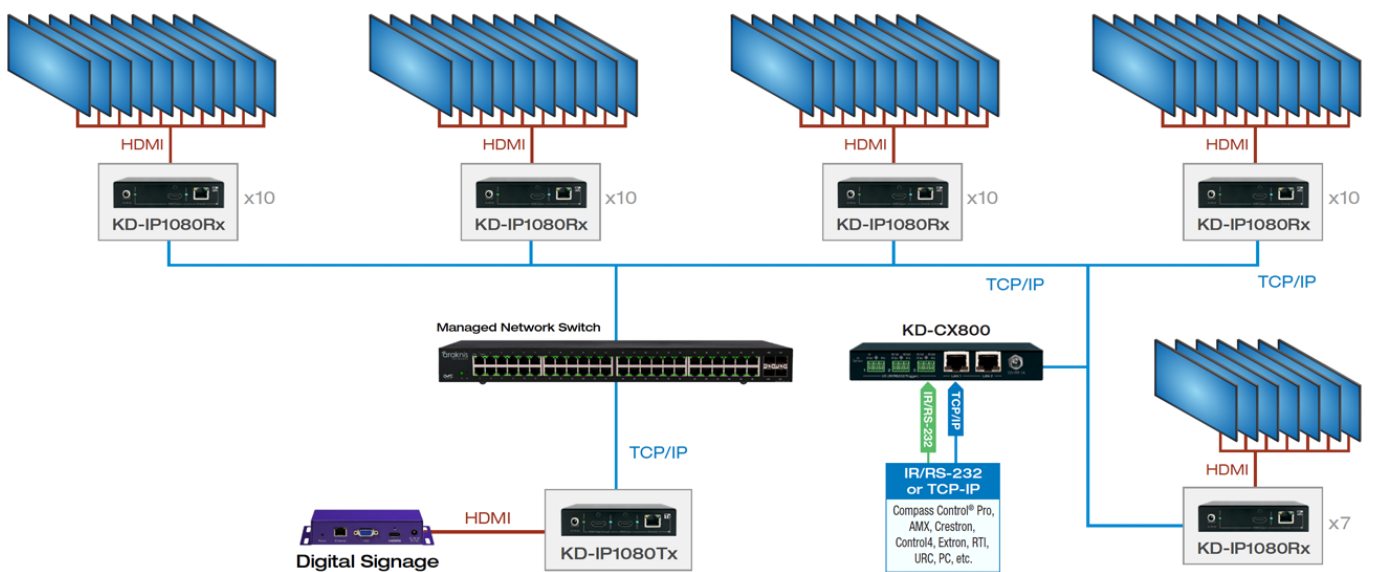 HDMI
HDMI
HDMI
HDMI
x10
x10
x10
x10
KD-IP1080Rx
KD-IP1080Rx
KD-IP1080Rx
KD-IP1080Rx
TCP/IP
TCP/IP
Managed Network Switch
KD-CX800
araknis
IR/RS-232
TCP/IP
TCP/IP
HDMI
IR/RS-232
or TCP-IP
Compass Control® Pro,
AMX, Crestron,
Control4, Extron, RTI,
URC, PC, etc.
HDMI
x7
KD-IP1080Tx
KD-IP1080Rx
Digital Signage